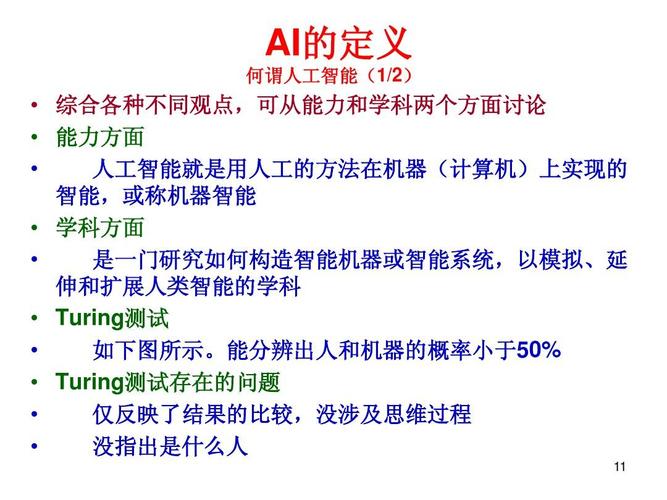 AI的定义
何谓人工智能（1/2）
• 综合各种不同观点，可从能力和学科两个方面讨论
• 能力方面
• 人工智能就是用人工的方法在机器（计算机）上实现的
智能，或称机器智能
• 学科方面
• 是一门研究如何构造智能机器或智能系统，以模拟、延
伸和扩展人类智能的学科
• Turing测试
• 如下图所示。能分辨出人和机器的概率小于50%
• Turing测试存在的问题
• 仅反映了结果的比较，没涉及思维过程
• 没指出是什么人
11